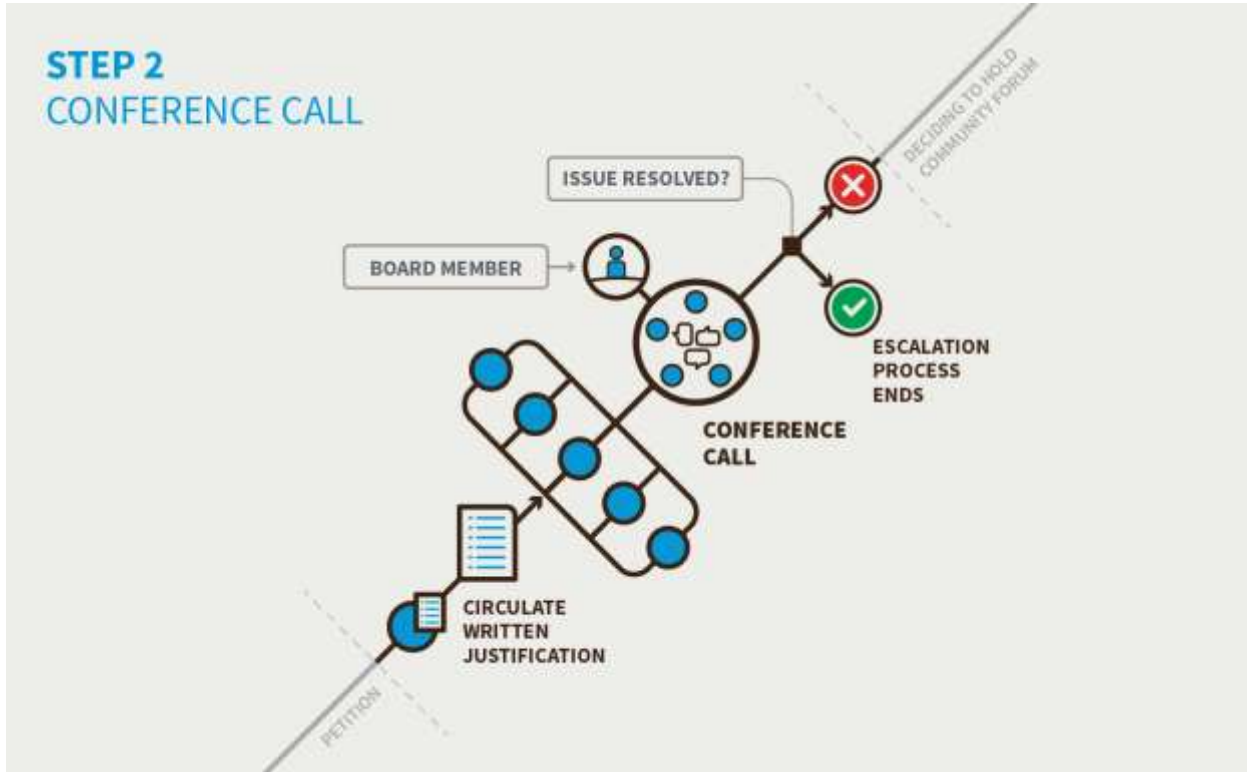 STEP 2
CONFERENCE CALL
DECIDING TO HOLD
COMMUNITY FORUM
ISSUE RESOLVED?
BOARD MEMBER
ESCALATION
PROCESS
ENDS
CONFERENCE
CALL
CIRCULATE
WRITTEN
JUSTIFICATION
PETITION